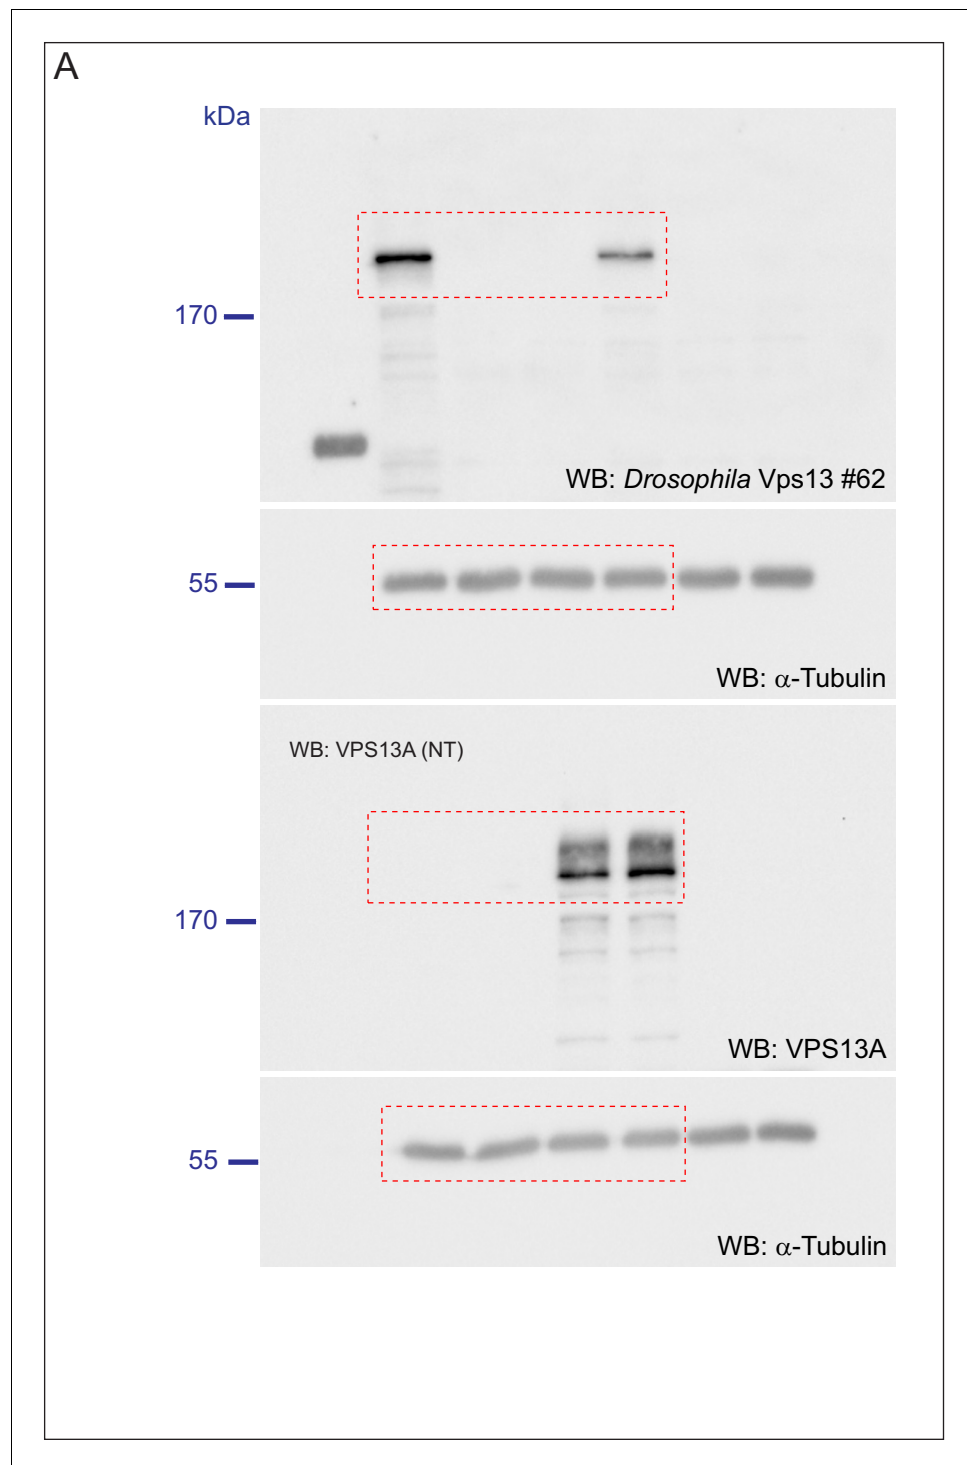 A
kDa
170
WB: Drosophila Vps13 #62
55
WB: α-Tubulin
WB: VPS13A (NT)
170
WB: VPS13A
55
WB: α-Tubulin